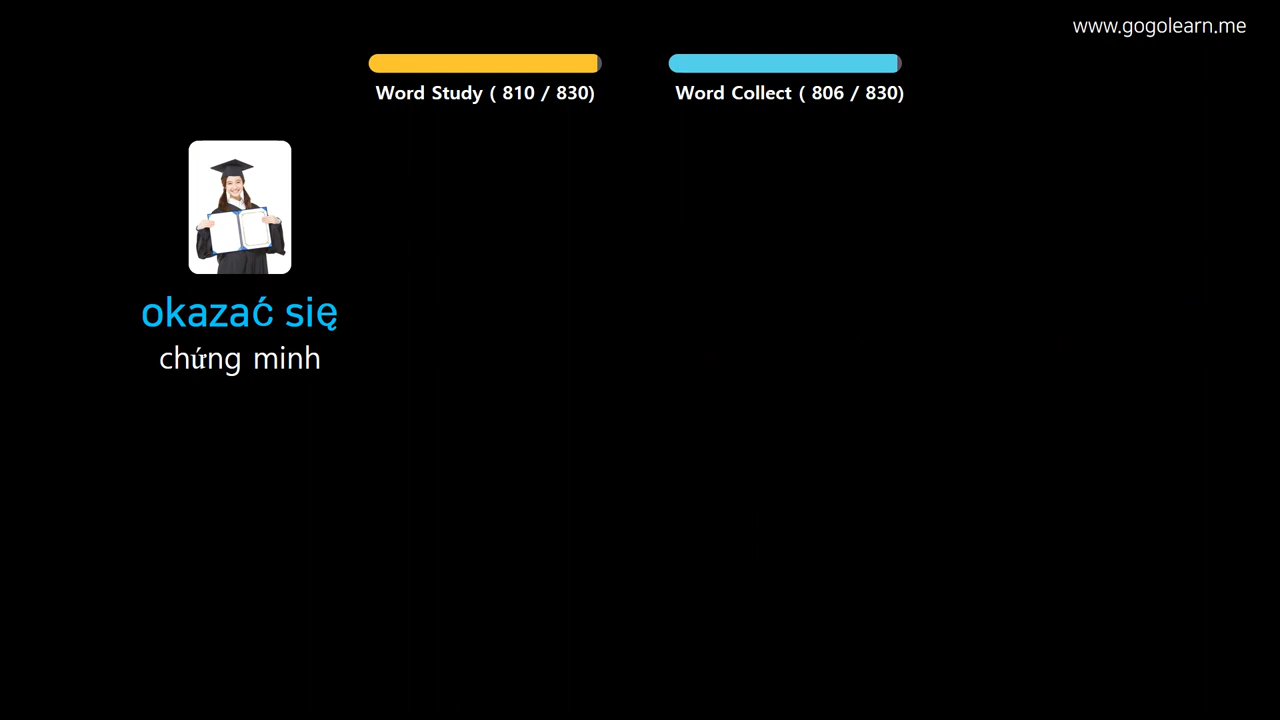 www.gogolearn.me
Word Study ( 810 / 830)
Word Collect ( 806 / 830)
okazać się
chứng minh